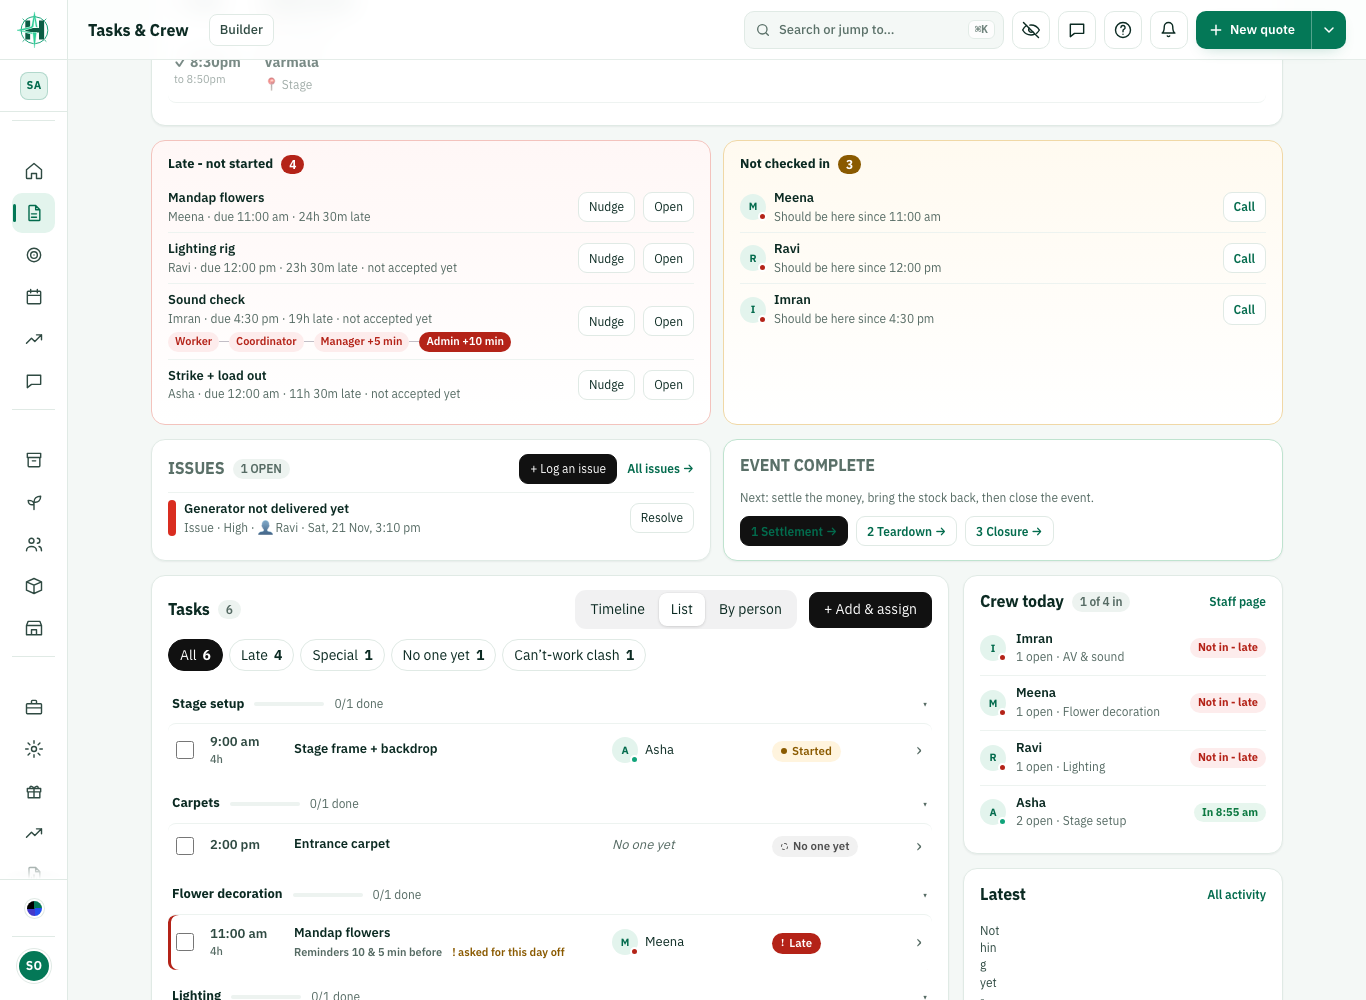 Tasks & Crew
Builder
Search or jump to...
⌘K
+ New quote
SA
✓ 8:30pm
Varmala
to 8:50pm
📍 Stage
Late - not started 4
Mandap flowers
Meena · due 11:00 am · 24h 30m late
Nudge
Open
Lighting rig
Ravi · due 12:00 pm · 23h 30m late · not accepted yet
Nudge
Open
Sound check
Imran · due 4:30 pm · 19h late · not accepted yet
Worker
Coordinator
Manager +5 min
Admin +10 min
Nudge
Open
Strike + load out
Asha · due 12:00 am · 11h 30m late · not accepted yet
Nudge
Open
Not checked in 3
M
Meena
Should be here since 11:00 am
Call
R
Ravi
Should be here since 12:00 pm
Call
I
Imran
Should be here since 4:30 pm
Call
ISSUES 1 OPEN
+ Log an issue
All issues →
Generator not delivered yet
Issue · High · 👤 Ravi · Sat, 21 Nov, 3:10 pm
Resolve
EVENT COMPLETE
Next: settle the money, bring the stock back, then close the event.
1 Settlement →
2 Teardown →
3 Closure →
Tasks 6
Timeline
List
By person
+ Add & assign
All 6
Late 4
Special 1
No one yet 1
Can't-work clash 1
Stage setup
0/1 done
9:00 am
4h
Stage frame + backdrop
A
Asha
Started
Carpets
0/1 done
2:00 pm
Entrance carpet
No one yet
No one yet
Flower decoration
0/1 done
11:00 am
4h
Mandap flowers
Reminders 10 & 5 min before
! asked for this day off
M
Meena
! Late
Lighting
0/1 done
Crew today 1 of 4 in
Staff page
I
Imran
1 open · AV & sound
Not in - late
M
Meena
1 open · Flower decoration
Not in - late
R
Ravi
1 open · Lighting
Not in - late
A
Asha
2 open · Stage setup
In 8:55 am
Latest
All activity
Not
hin
g
yet
SO